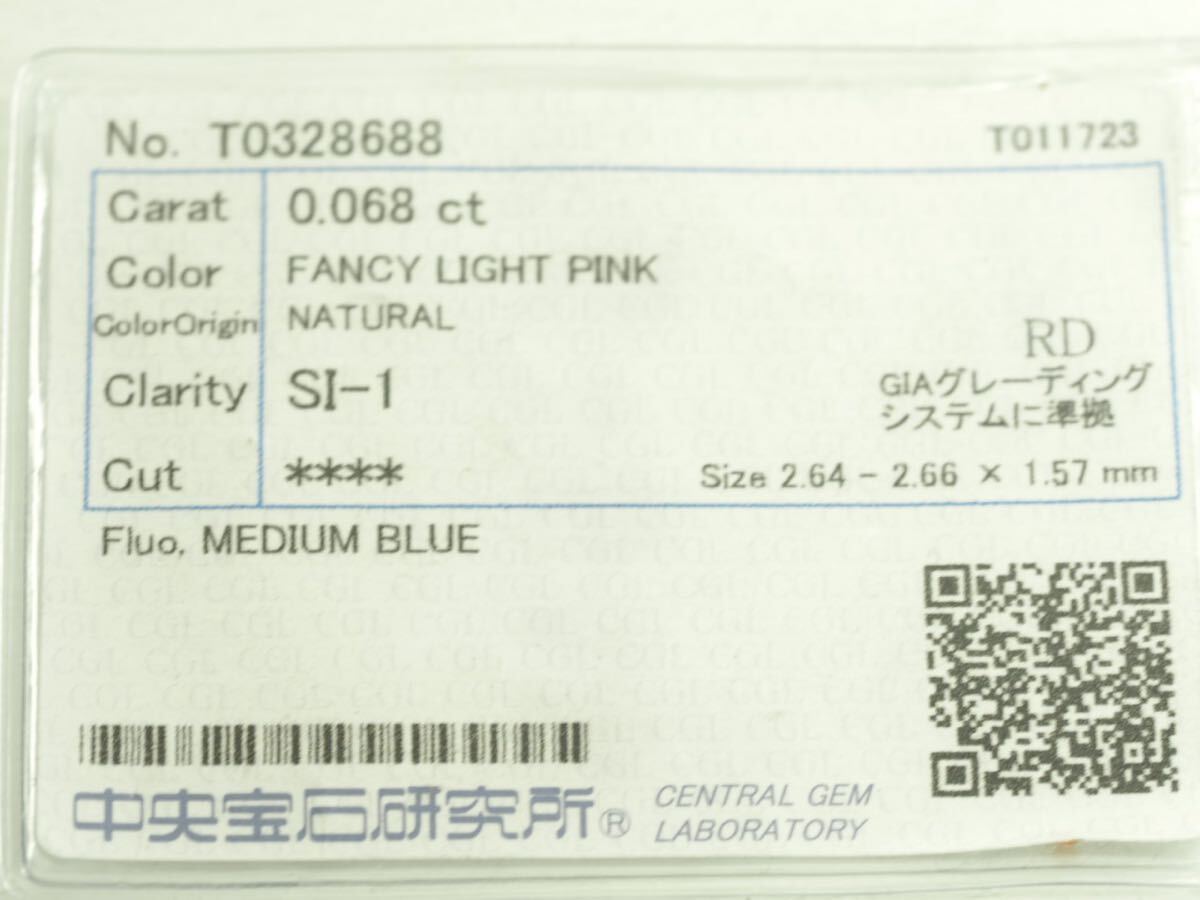 No. T0328688 T011723
Carat 0.068 ct
Color FANCY LIGHT PINK
ColorOrigin NATURAL
RD
Clarity SI-1
GIAグレーディング
システムに準拠
Cut **** Size 2.64 - 2.66 × 1.57 mm
Fluo. MEDIUM BLUE
中央宝石研究所® CENTRAL GEM
LABORATORY